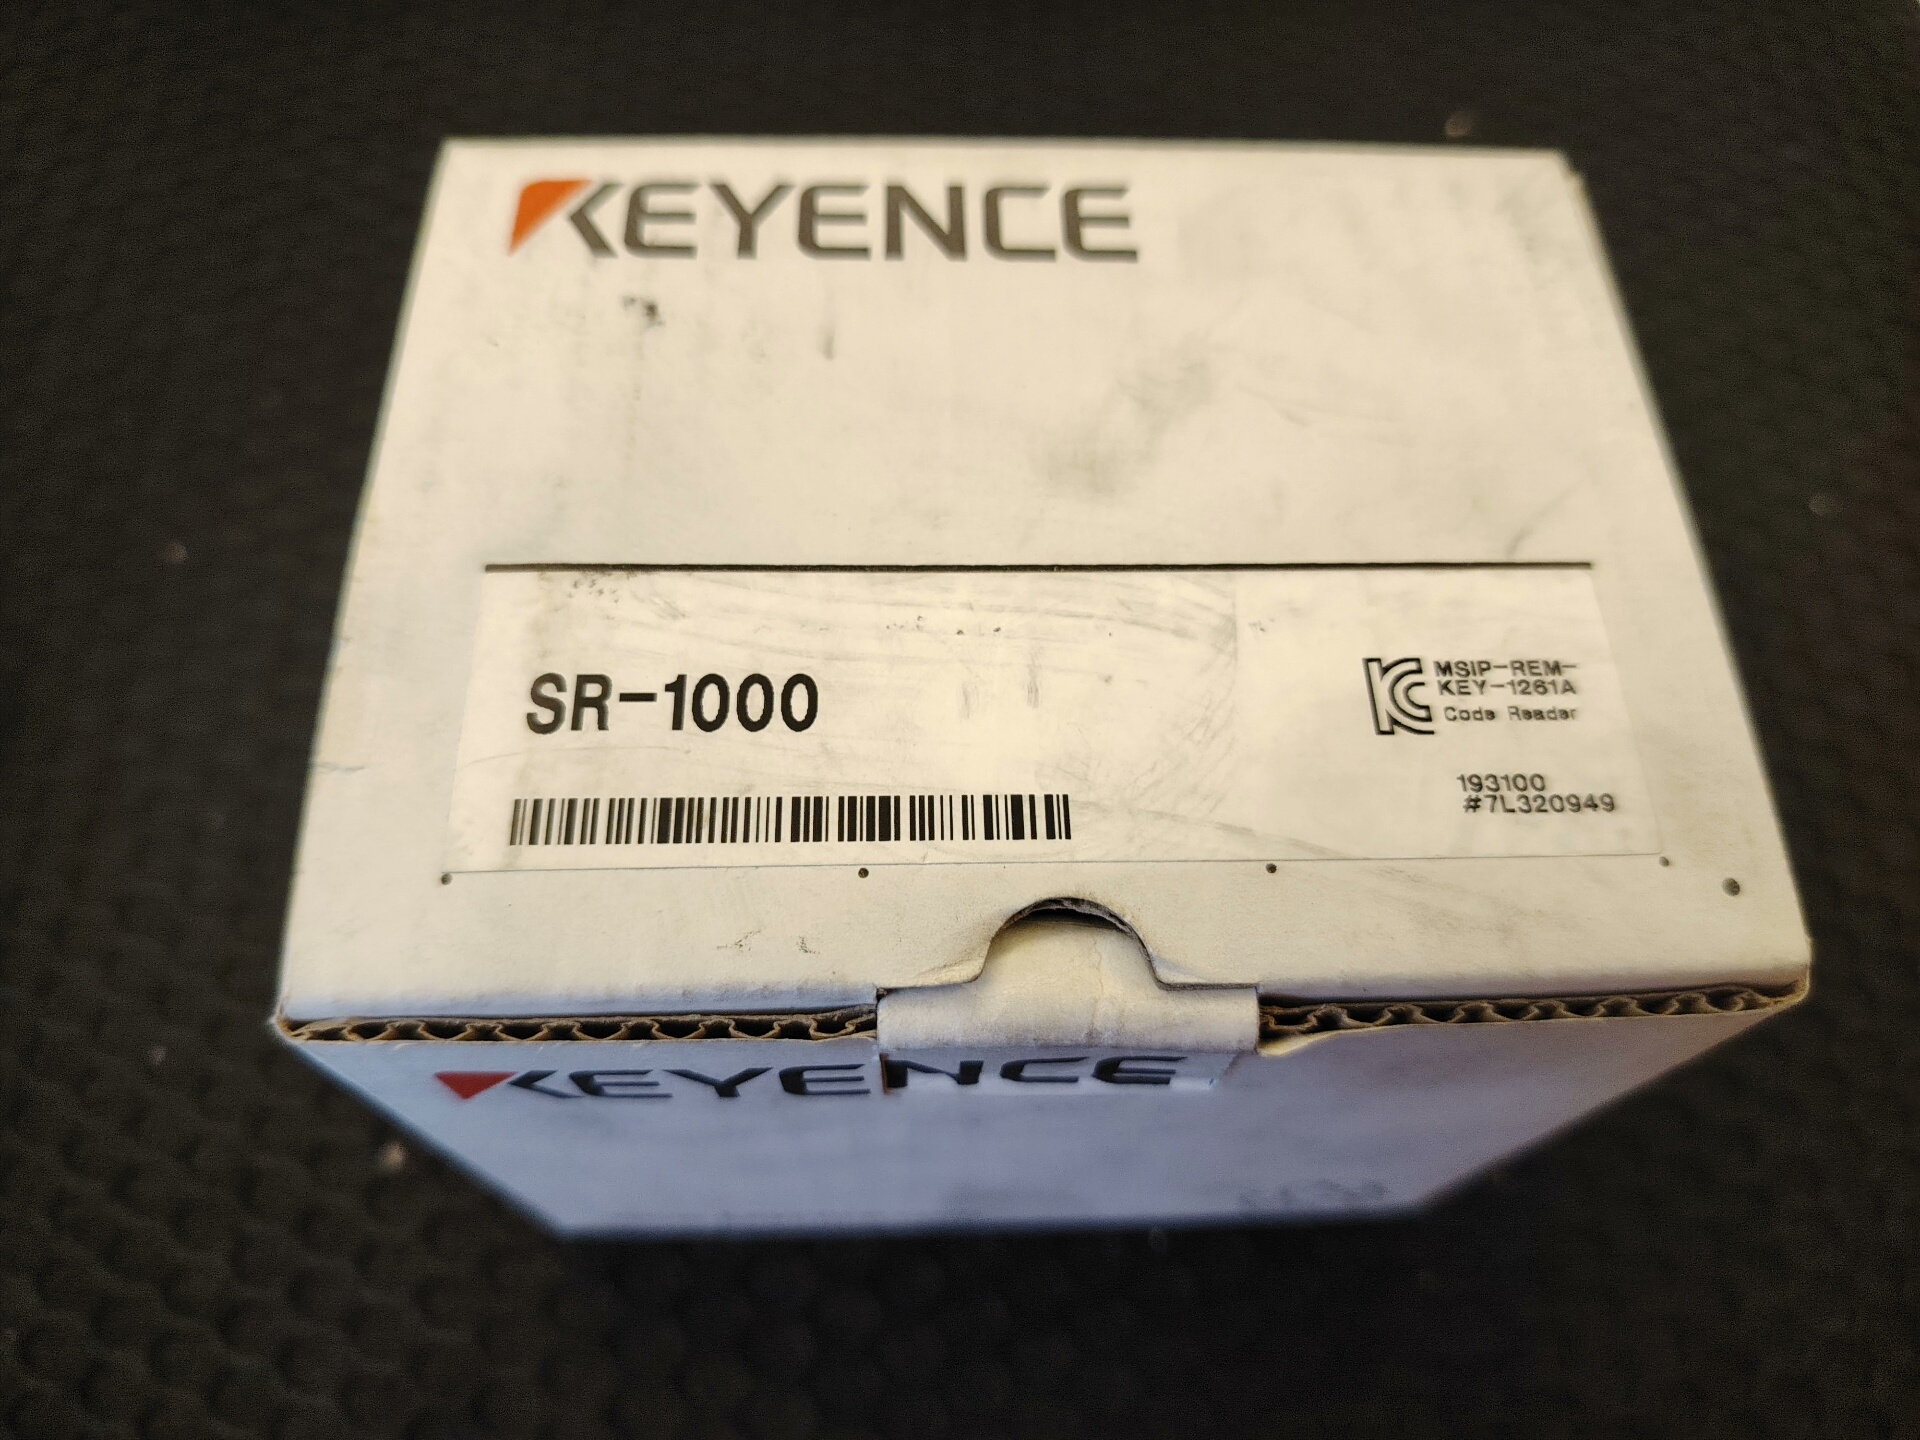 KEYENCE
SR-1000
MSIP-REM-
KEY-1261A
Code Reader
193100
#7L320949
KEYENCE